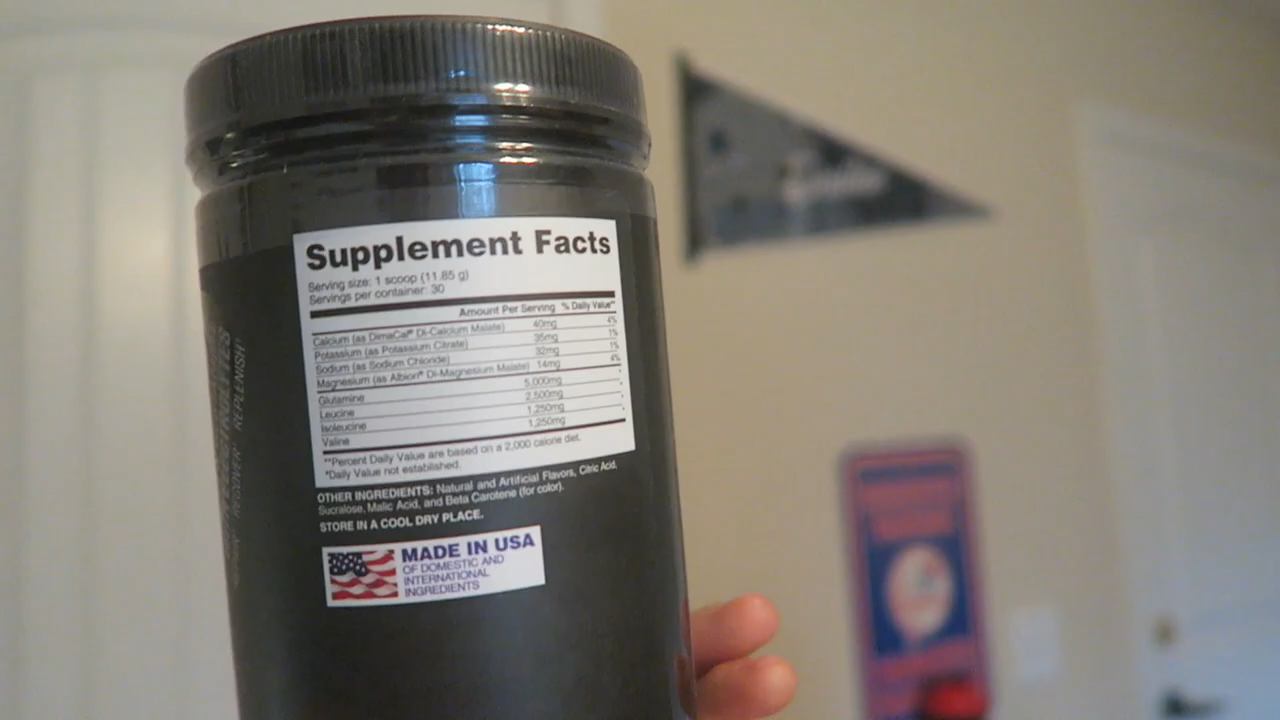 Supplement Facts
Serving size: 1 scoop (11.85 g)
Servings per container: 30
Amount Per Serving % Daily Value**
Calcium (as DimaCal® Di-Calcium Malate) 40mg 4%
Potassium (as Potassium Citrate) 35mg 1%
Sodium (as Sodium Chloride) 32mg 1%
Magnesium (as Albion® Di-Magnesium Malate) 14mg 4%
Glutamine 5,000mg *
Leucine 2,500mg *
Isoleucine 1,250mg *
Valine 1,250mg *
**Percent Daily Value are based on a 2,000 calorie diet.
*Daily Value not established.
OTHER INGREDIENTS: Natural and Artificial Flavors, Citric Acid,
Sucralose, Malic Acid, and Beta Carotene (for color).
STORE IN A COOL DRY PLACE.
MADE IN USA
OF DOMESTIC AND
INTERNATIONAL
INGREDIENTS
REPLENISH